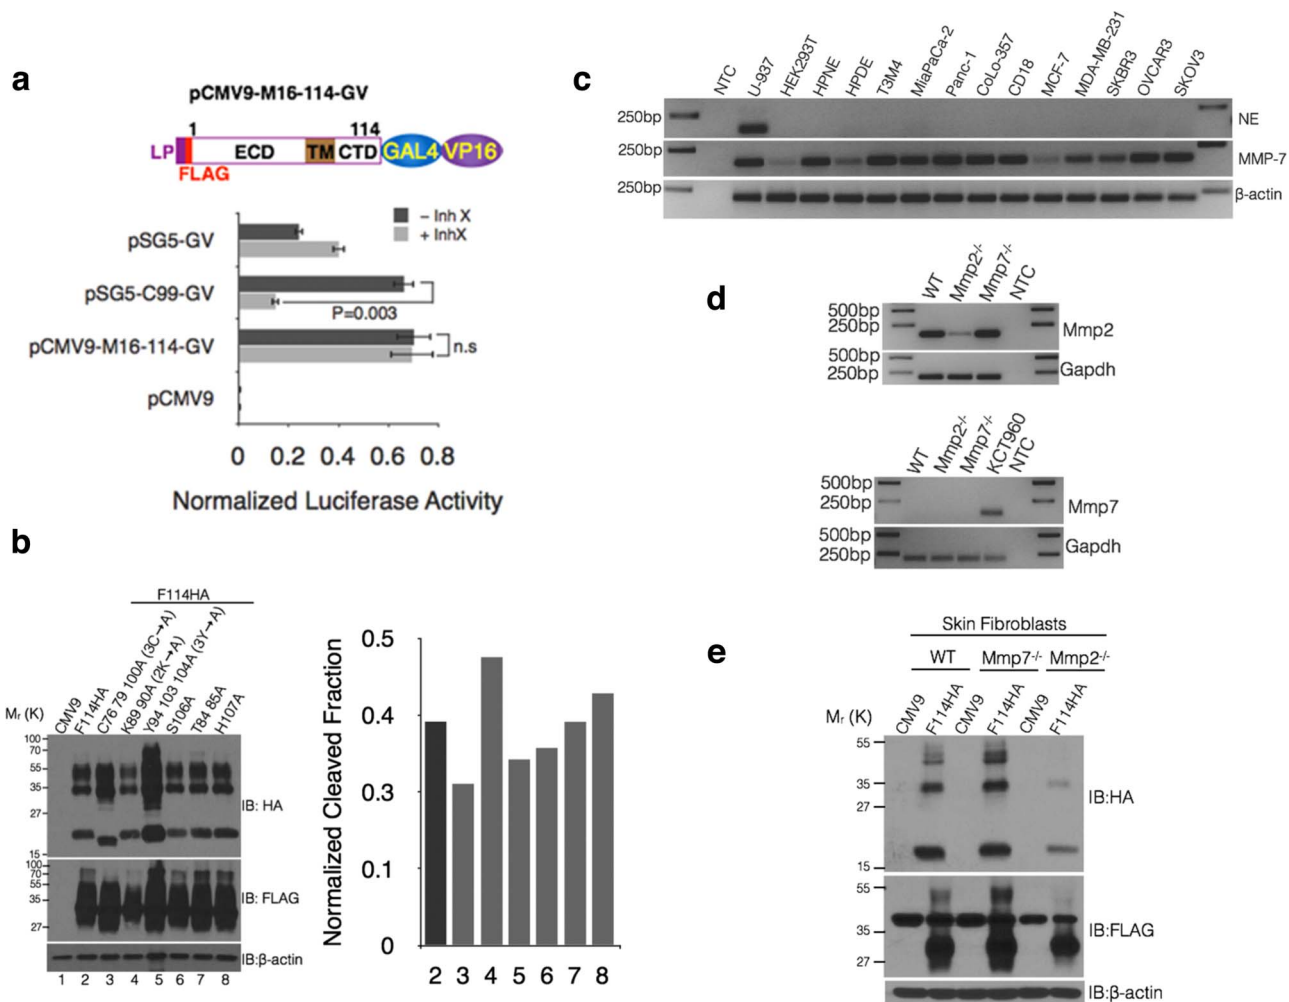 a
pCMV9-M16-114-GV
1 114
LP ECD TM CTD GAL4 VP16
FLAG
– Inh X
+ InhX
pSG5-GV
pSG5-C99-GV
P=0.003
pCMV9-M16-114-GV
n.s
pCMV9
0 0.2 0.4 0.6 0.8
Normalized Luciferase Activity
b
F114HA
CMV9
F114HA
C76 79 100A (3C→A)
K89 90A (2K→A)
Y94 103 104A (3Y→A)
S106A
T84 85A
H107A
Mr (K)
100
70
55
35
27
15
IB: HA
100
70
55
35
27
IB: FLAG
IB:β-actin
1 2 3 4 5 6 7 8
Normalized Cleaved Fraction
0.5
0.4
0.3
0.1
0
2 3 4 5 6 7 8
c
NTC
U-937
HEK293T
HPNE
HPDE
T3M4
MiaPaCa-2
Panc-1
CoLo-357
CD18
MCF-7
MDA-MB-231
SKBR3
OVCAR3
SKOV3
250bp NE
250bp MMP-7
250bp β-actin
d
WT
Mmp2-/-
Mmp7-/-
NTC
500bp
250bp Mmp2
500bp
250bp Gapdh
WT
Mmp2-/-
Mmp7-/-
KCT960
NTC
500bp
250bp Mmp7
500bp
250bp Gapdh
e
Skin Fibroblasts
WT Mmp7-/- Mmp2-/-
CMV9
F114HA
CMV9
F114HA
CMV9
F114HA
Mr (K)
55
35
27
15
IB:HA
55
35
27
IB:FLAG
IB:β-actin